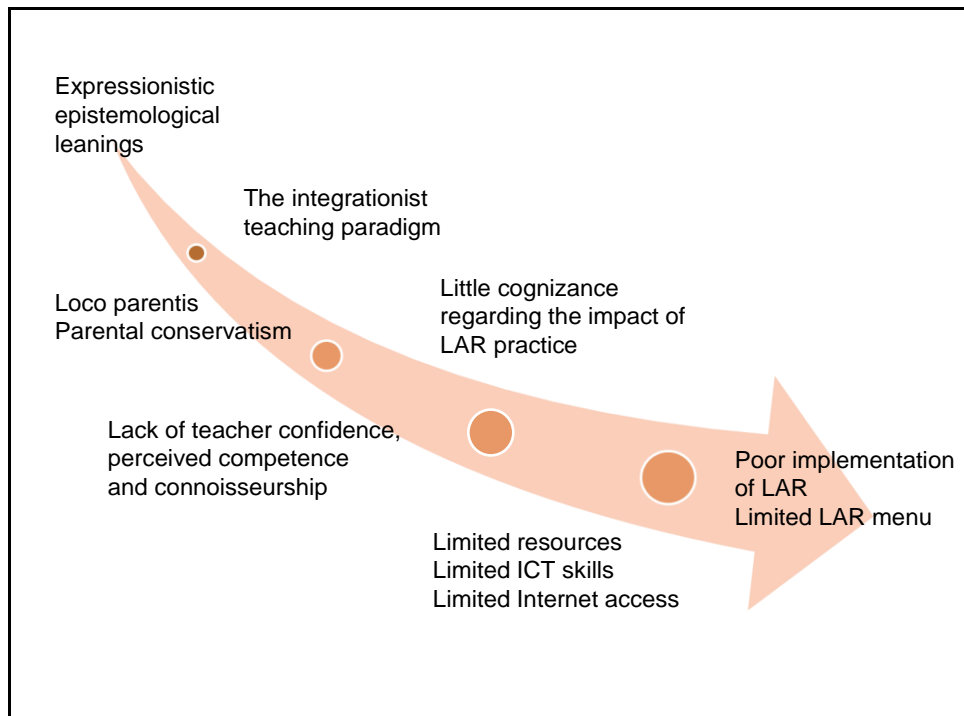 Expressionistic
epistemological
leanings
The integrationist
teaching paradigm
Loco parentis
Parental conservatism
Little cognizance
regarding the impact of
LAR practice
Lack of teacher confidence,
perceived competence
and connoisseurship
Limited resources
Limited ICT skills
Limited Internet access
Poor implementation
of LAR
Limited LAR menu